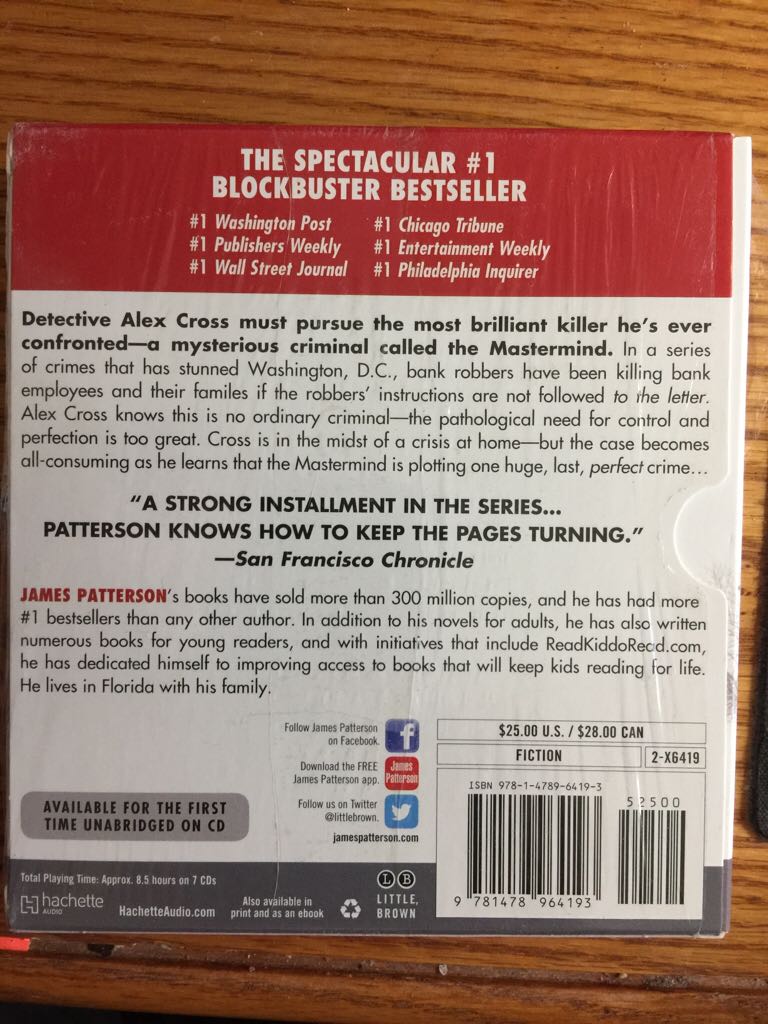 THE SPECTACULAR #1
BLOCKBUSTER BESTSELLER
#1 Washington Post #1 Chicago Tribune
#1 Publishers Weekly #1 Entertainment Weekly
#1 Wall Street Journal #1 Philadelphia Inquirer
Detective Alex Cross must pursue the most brilliant killer he's ever
confronted—a mysterious criminal called the Mastermind. In a series
of crimes that has stunned Washington, D.C., bank robbers have been killing bank
employees and their familes if the robbers' instructions are not followed to the letter.
Alex Cross knows this is no ordinary criminal—the pathological need for control and
perfection is too great. Cross is in the midst of a crisis at home—but the case becomes
all-consuming as he learns that the Mastermind is plotting one huge, last, perfect crime...
"A STRONG INSTALLMENT IN THE SERIES...
PATTERSON KNOWS HOW TO KEEP THE PAGES TURNING."
—San Francisco Chronicle
JAMES PATTERSON's books have sold more than 300 million copies, and he has had more
#1 bestsellers than any other author. In addition to his novels for adults, he has also written
numerous books for young readers, and with initiatives that include ReadKiddoRead.com,
he has dedicated himself to improving access to books that will keep kids reading for life.
He lives in Florida with his family.
Follow James Patterson
on Facebook.
f
Download the FREE
James Patterson app.
James
Patterson
Follow us on Twitter
@littlebrown.
jamespatterson.com
AVAILABLE FOR THE FIRST
TIME UNABRIDGED ON CD
$25.00 U.S. / $28.00 CAN
FICTION 2-X6419
ISBN 978-1-4789-6419-3
52500
9 781478 964193
Total Playing Time: Approx. 8.5 hours on 7 CDs
hachette
AUDIO
HachetteAudio.com
Also available in
print and as an ebook
L B
LITTLE,
BROWN